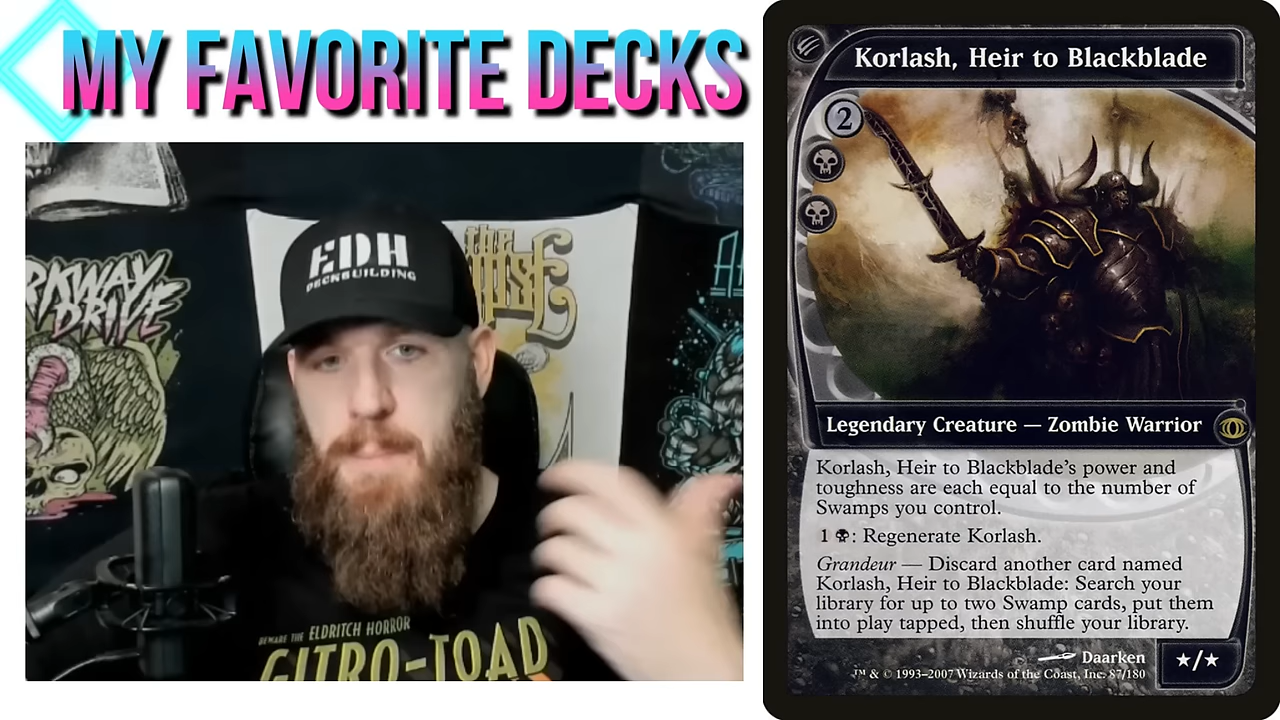 MY FAVORITE DECKS
EDH
DECKBUILDING
the
PARKWAY
DRIVE
BEWARE THE ELDRITCH HORROR
GITRO-TOAD
Korlash, Heir to Blackblade
2
Legendary Creature — Zombie Warrior
Korlash, Heir to Blackblade's power and
toughness are each equal to the number of
Swamps you control.
1 : Regenerate Korlash.
Grandeur — Discard another card named
Korlash, Heir to Blackblade: Search your
library for up to two Swamp cards, put them
into play tapped, then shuffle your library.
Daarken
™ & © 1993–2007 Wizards of the Coast, Inc. 87/180
★/★